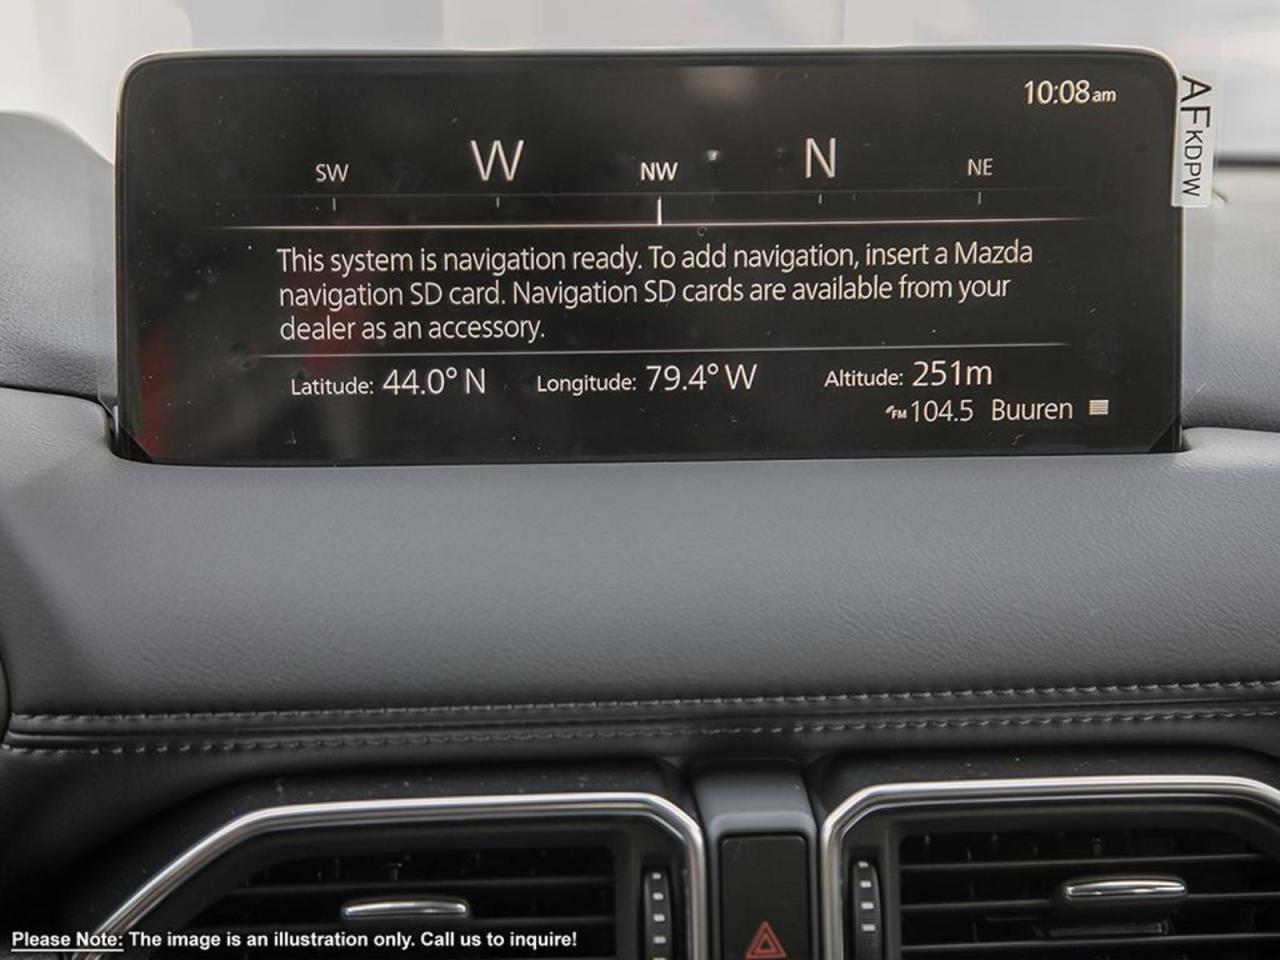 10:08am
AFKDPW
SW W NW N NE
This system is navigation ready. To add navigation, insert a Mazda
navigation SD card. Navigation SD cards are available from your
dealer as an accessory.
Latitude: 44.0° N Longitude: 79.4° W Altitude: 251m
FM 104.5 Buuren
Please Note: The image is an illustration only. Call us to inquire!